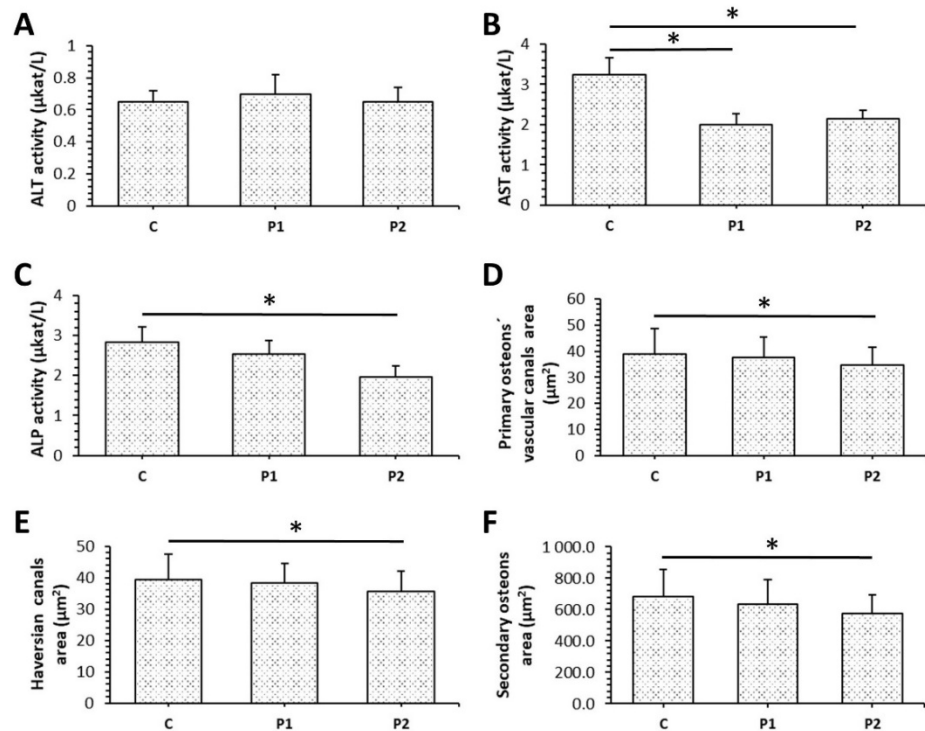 A
ALT activity (µkat/L)
1
0.8
0.6
0.4
0.2
0
C P1 P2
B
AST activity (µkat/L)
4
3
2
1
0
* *
C P1 P2
C
ALP activity (µkat/L)
4
3
2
1
0
*
C P1 P2
D
Primary osteons´
vascular canals area
(µm²)
60
50
40
30
20
10
0
*
C P1 P2
E
Haversian canals
area (µm²)
50
40
30
20
10
0
*
C P1 P2
F
Secondary osteons
area (µm²)
1 000.0
800.0
600.0
400.0
200.0
0.0
*
C P1 P2